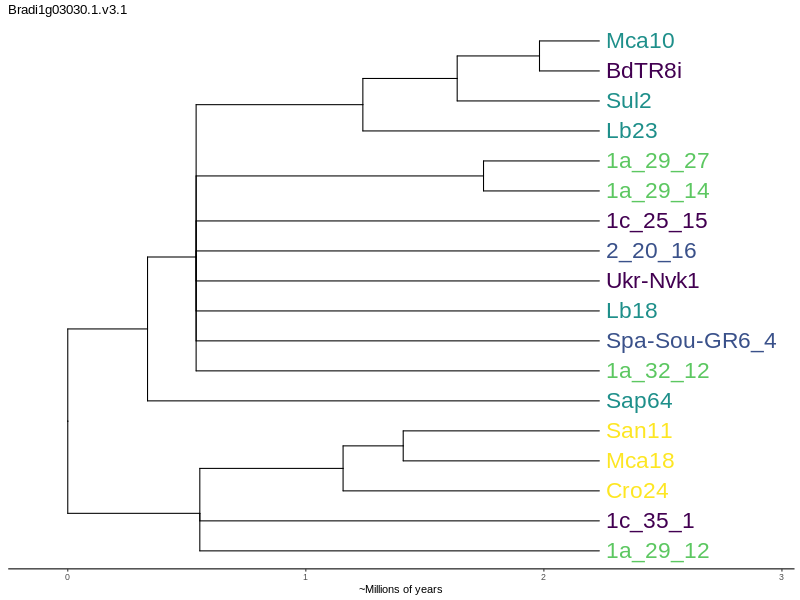 Bradi1g03030.1.v3.1
Mca10
BdTR8i
Sul2
Lb23
1a_29_27
1a_29_14
1c_25_15
2_20_16
Ukr-Nvk1
Lb18
Spa-Sou-GR6_4
1a_32_12
Sap64
San11
Mca18
Cro24
1c_35_1
1a_29_12
0 1 2 3
~Millions of years